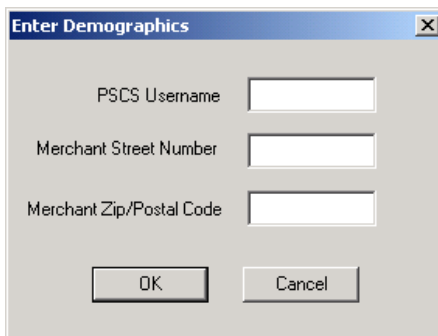 Enter Demographics
PSCS Username
Merchant Street Number
Merchant Zip/Postal Code
OK Cancel